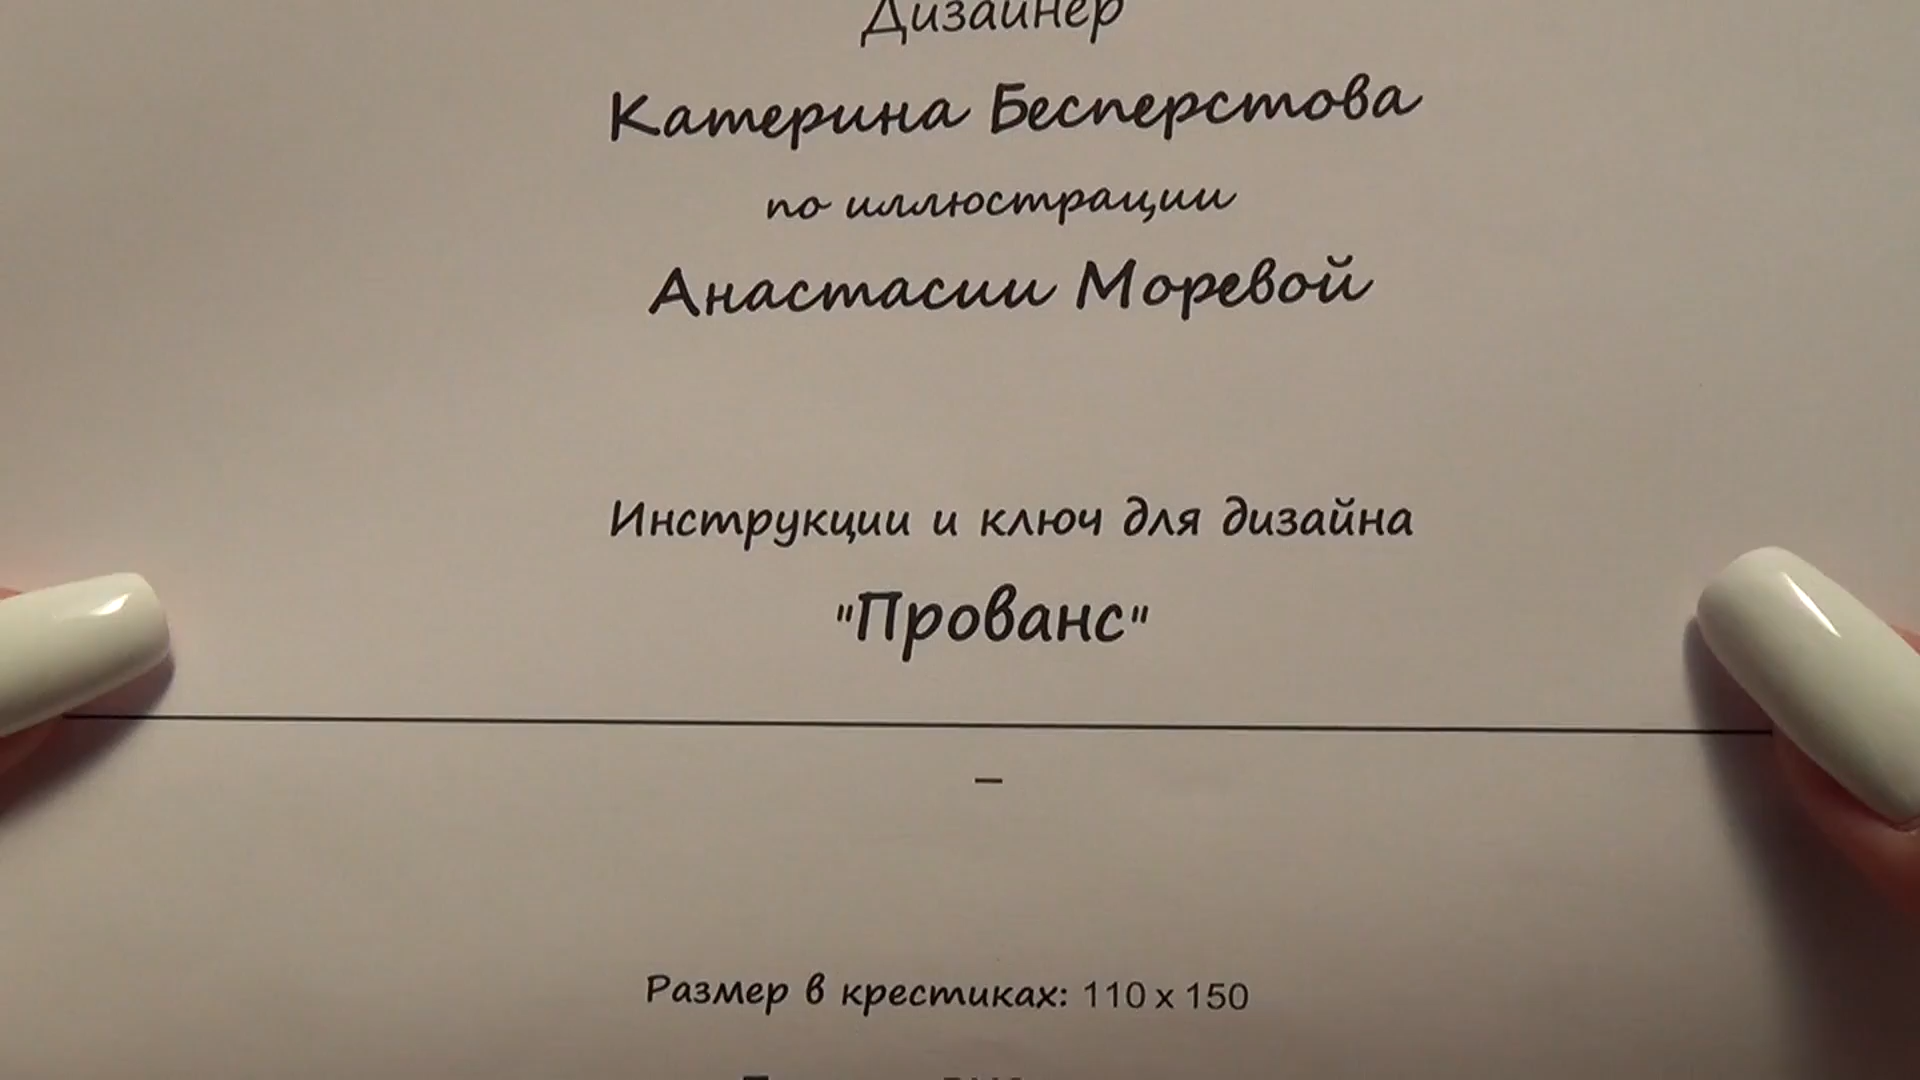 Дизайнер
Катерина Бесперстова
по иллюстрации
Анастасии Моревой
Инструкции и ключ для дизайна
"Прованс"
–
Размер в крестиках: 110 x 150